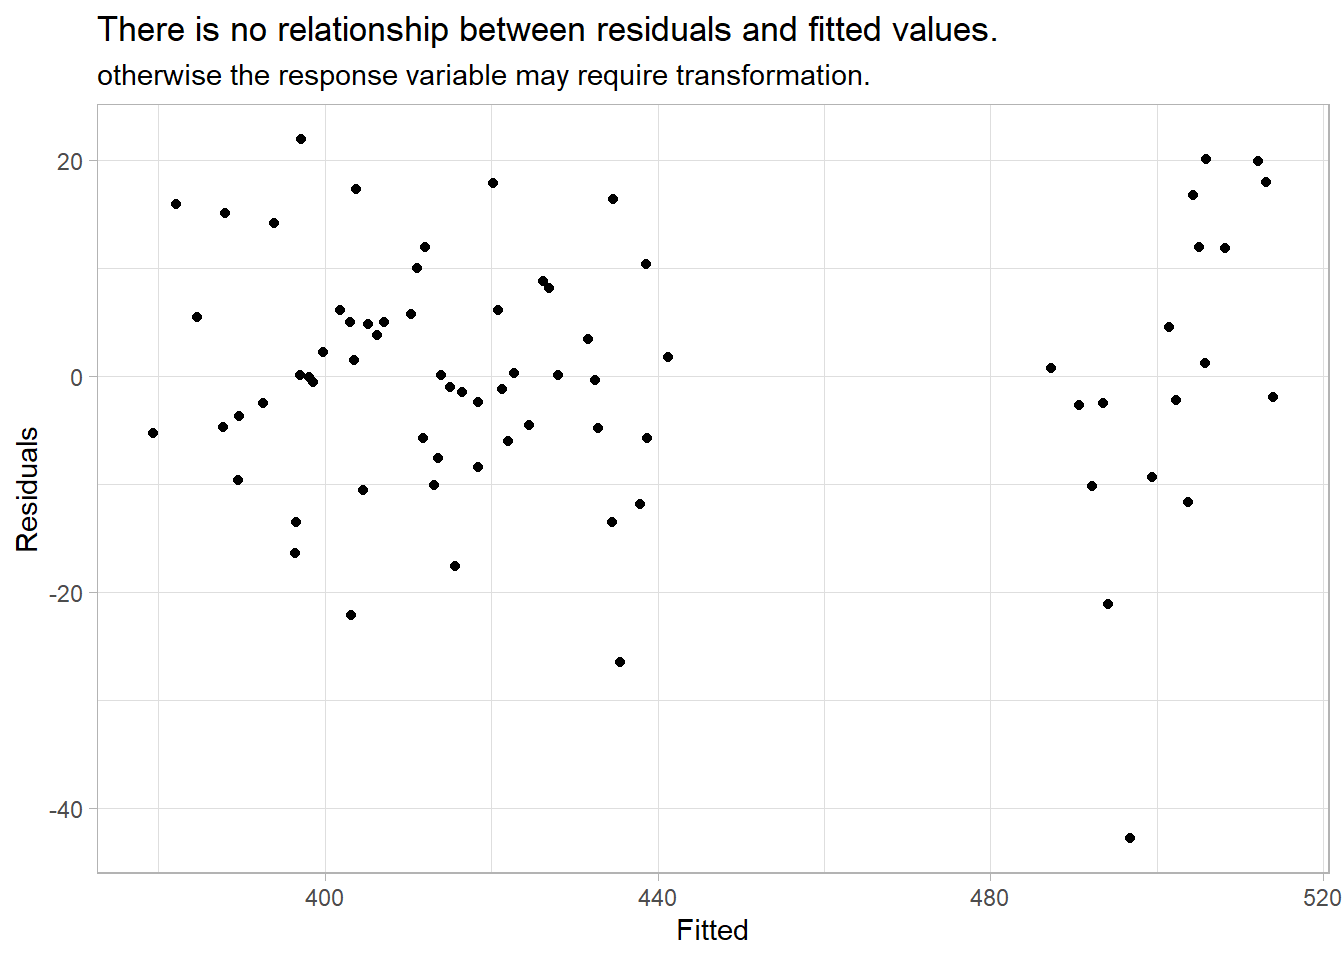 There is no relationship between residuals and fitted values.
otherwise the response variable may require transformation.
20
0
-20
-40
Residuals
400
440
480
520
Fitted